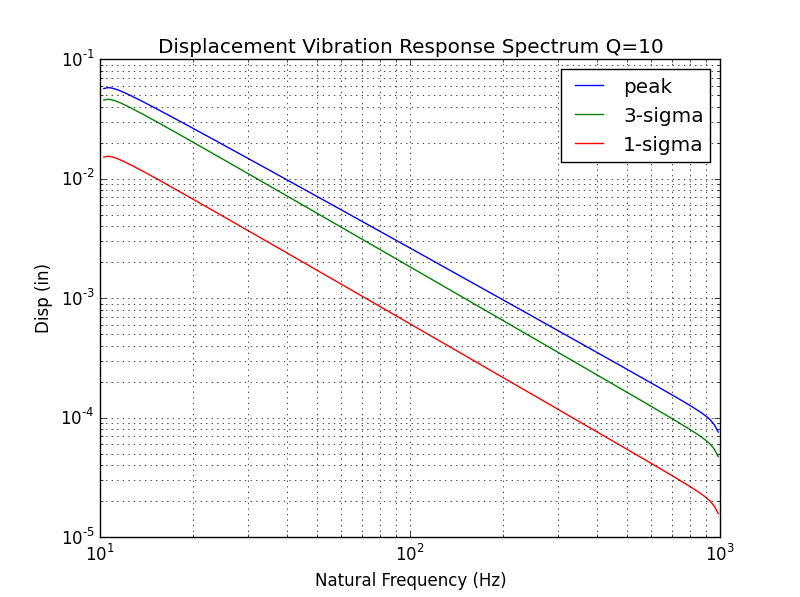 Displacement Vibration Response Spectrum Q=10
peak
3-sigma
1-sigma
10^-1
10^-2
10^-3
10^-4
10^-5
Disp (in)
10^1
10^2
10^3
Natural Frequency (Hz)